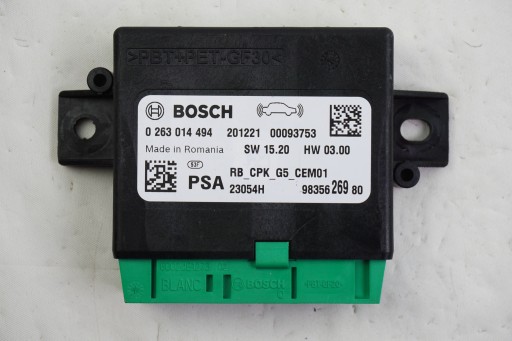 >PBT+PET-GF30<
BOSCH
0 263 014 494 201221 00093753
Made in Romania SW 15.20 HW 03.00
PSA RB_CPK_G5_CEM01
23054H 98356 269 80
BLANC BOSCH